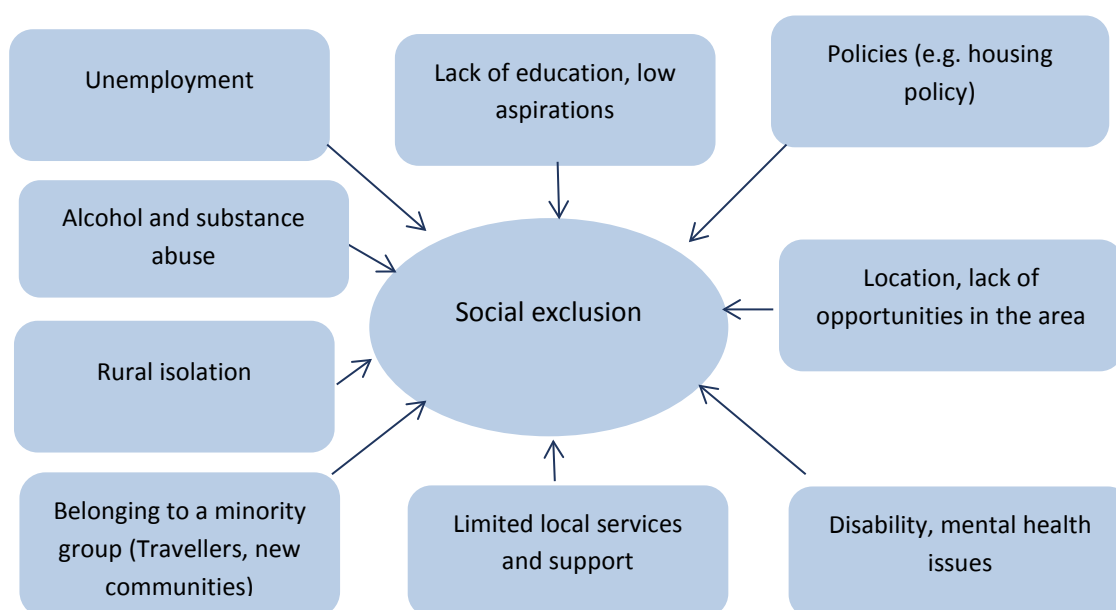 Unemployment
Lack of education, low
aspirations
Policies (e.g. housing
policy)
Alcohol and substance
abuse
Social exclusion
Location, lack of
opportunities in the area
Rural isolation
Belonging to a minority
group (Travellers, new
communities)
Limited local services
and support
Disability, mental health
issues